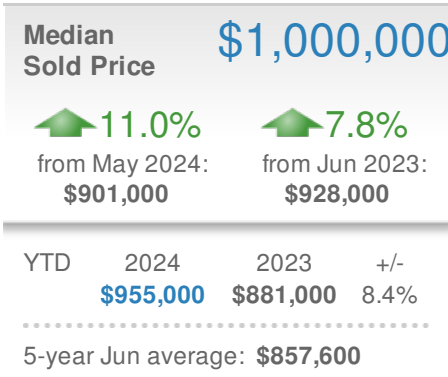 Median $1,000,000
Sold Price
11.0% 7.8%
from May 2024: from Jun 2023:
$901,000 $928,000
YTD 2024 2023 +/-
$955,000 $881,000 8.4%
5-year Jun average: $857,600